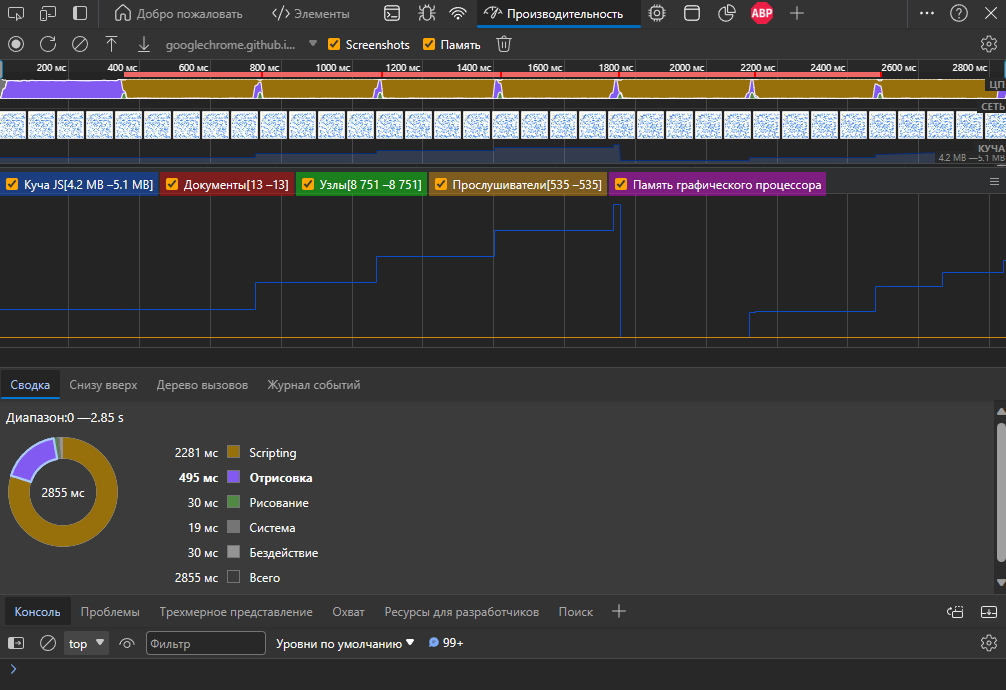 Добро пожаловать Элементы Производительность ABP
googlechrome.github.i... Screenshots Память
200 мс 400 мс 600 мс 800 мс 1000 мс 1200 мс 1400 мс 1600 мс 1800 мс 2000 мс 2200 мс 2400 мс 2600 мс 2800 мс
ЦП
СЕТЬ
КУЧА
4.2 MB —5.1 MB
Куча JS[4.2 MB –5.1 MB] Документы[13 –13] Узлы[8 751 –8 751] Прослушиватели[535 –535] Память графического процессора
Сводка Снизу вверх Дерево вызовов Журнал событий
Диапазон:0 —2.85 s
2281 мс Scripting
495 мс Отрисовка
30 мс Рисование
2855 мс
19 мс Система
30 мс Бездействие
2855 мс Всего
Консоль Проблемы Трехмерное представление Охват Ресурсы для разработчиков Поиск
top Фильтр Уровни по умолчанию 99+